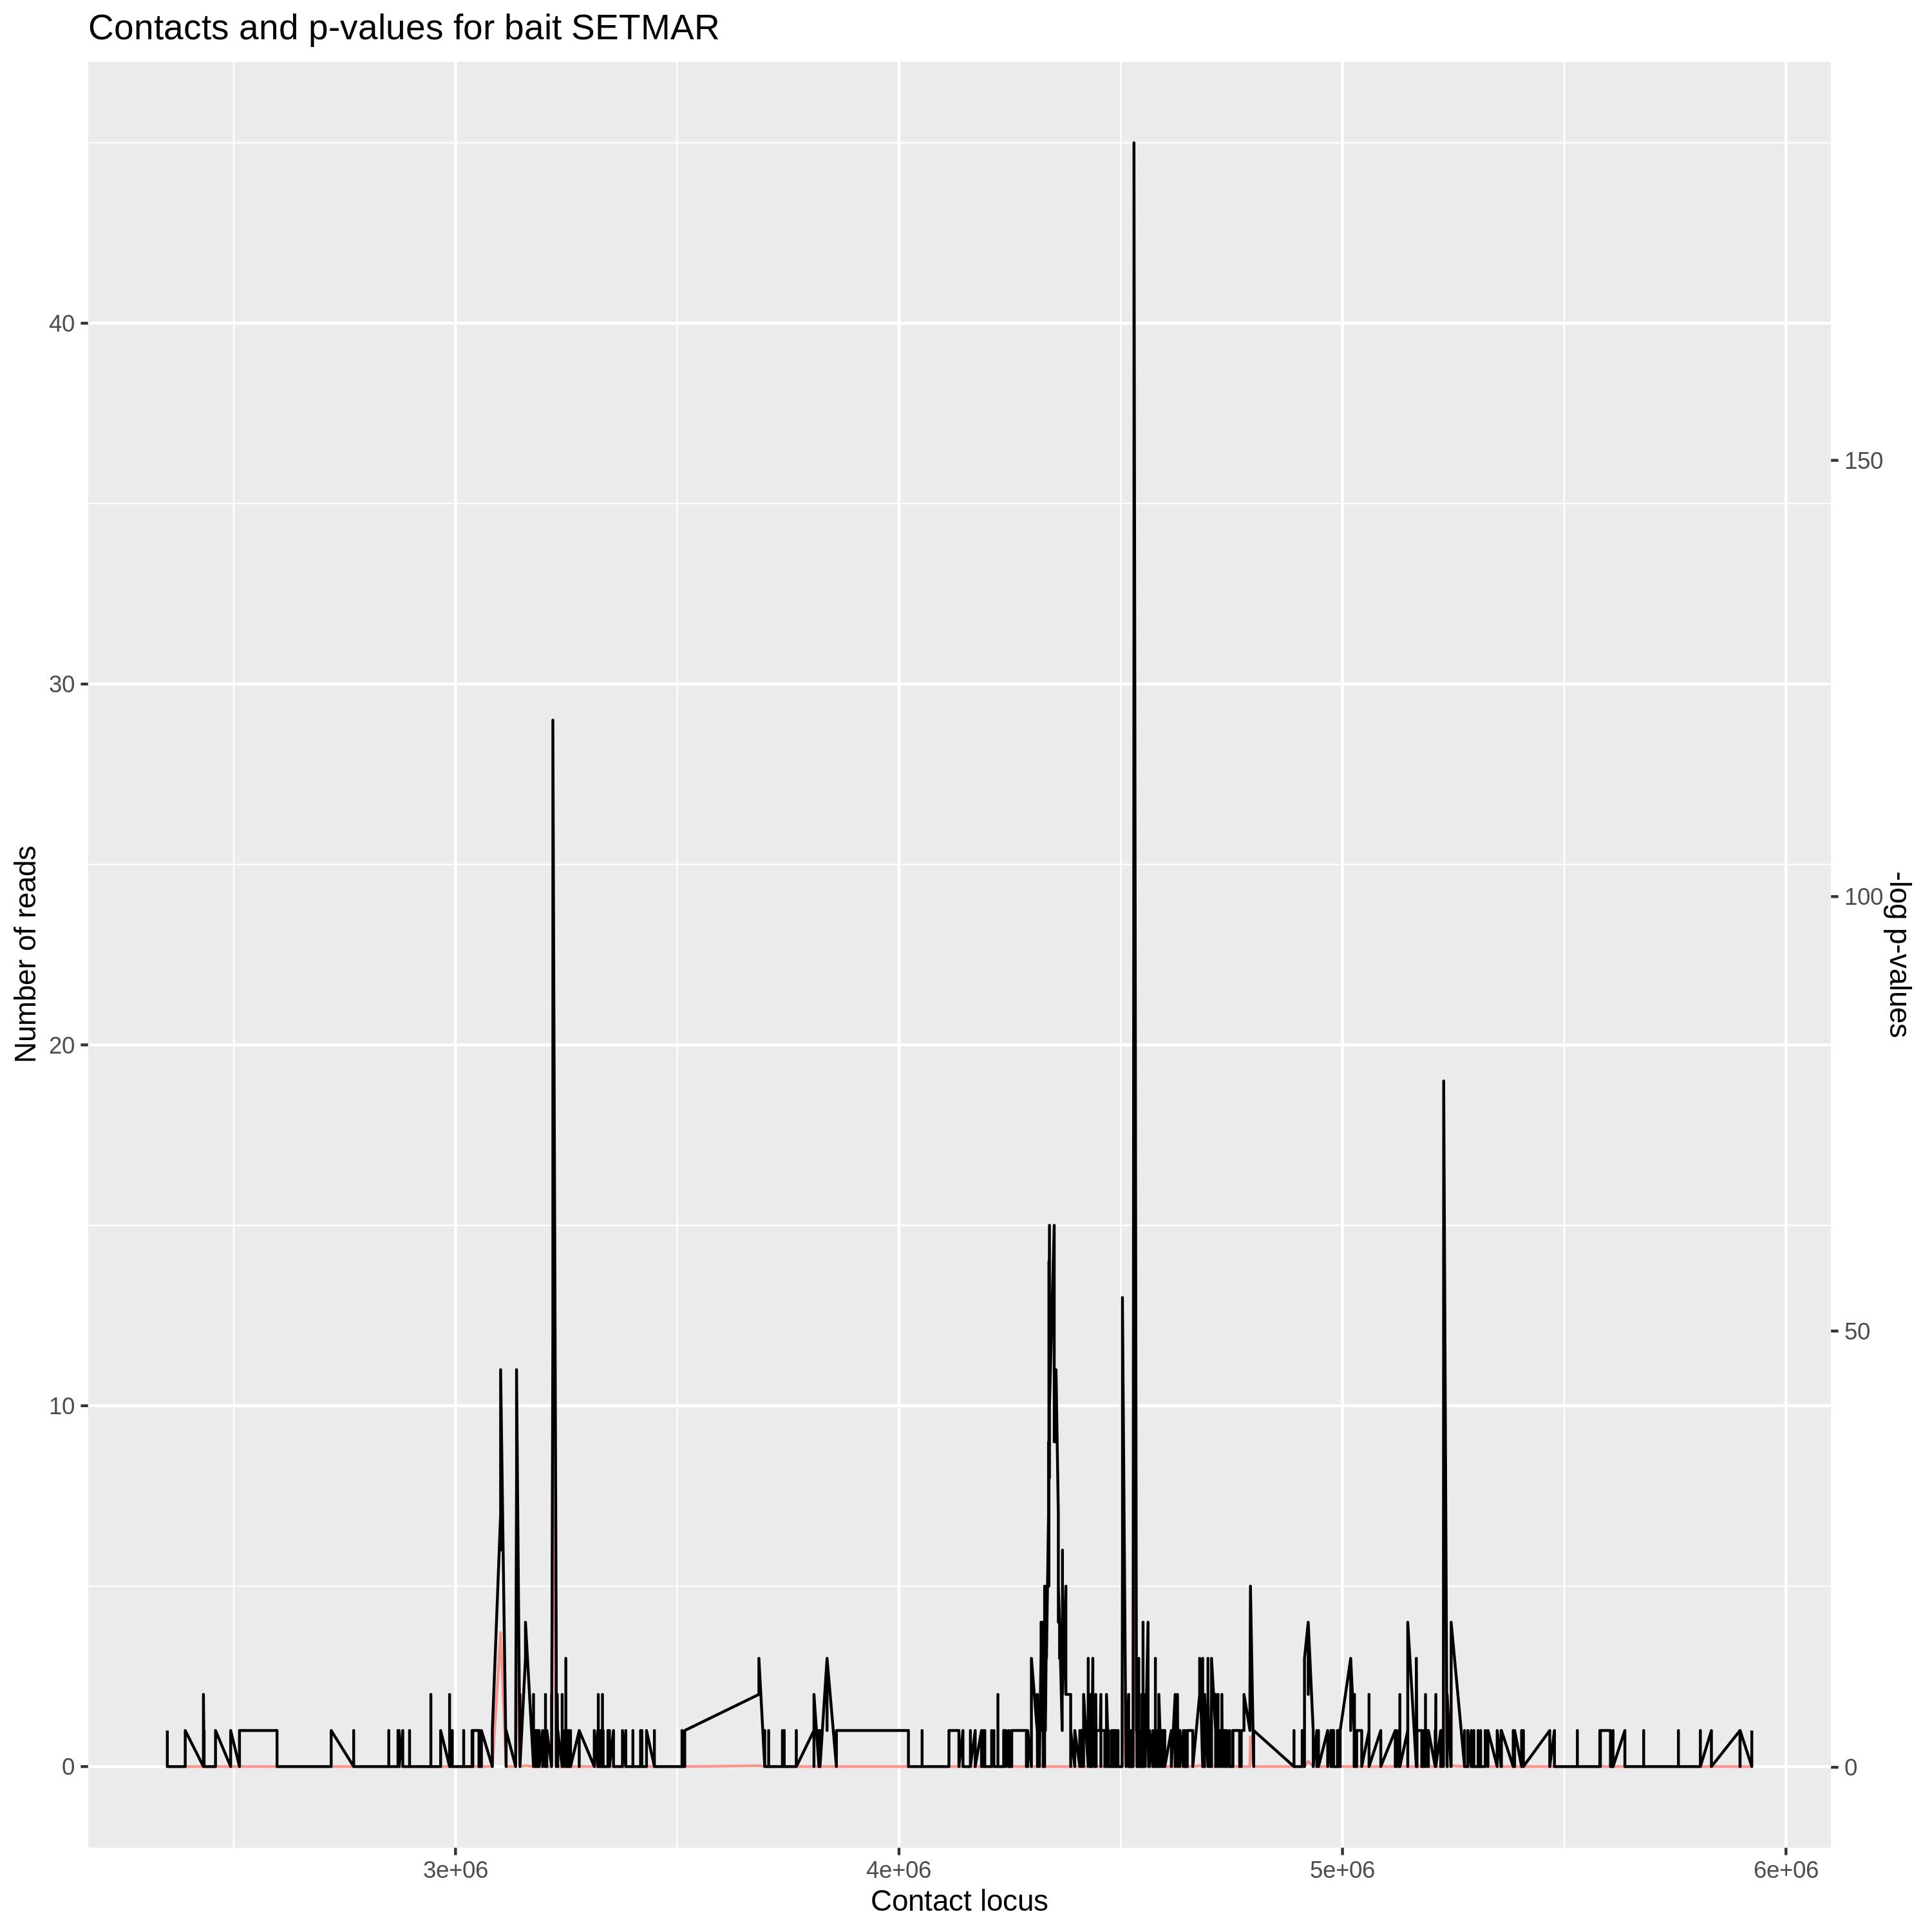 Contacts and p-values for bait SETMAR
Number of reads
40
30
20
10
0
150
100
50
0
-log p-values
3e+06
4e+06
5e+06
6e+06
Contact locus